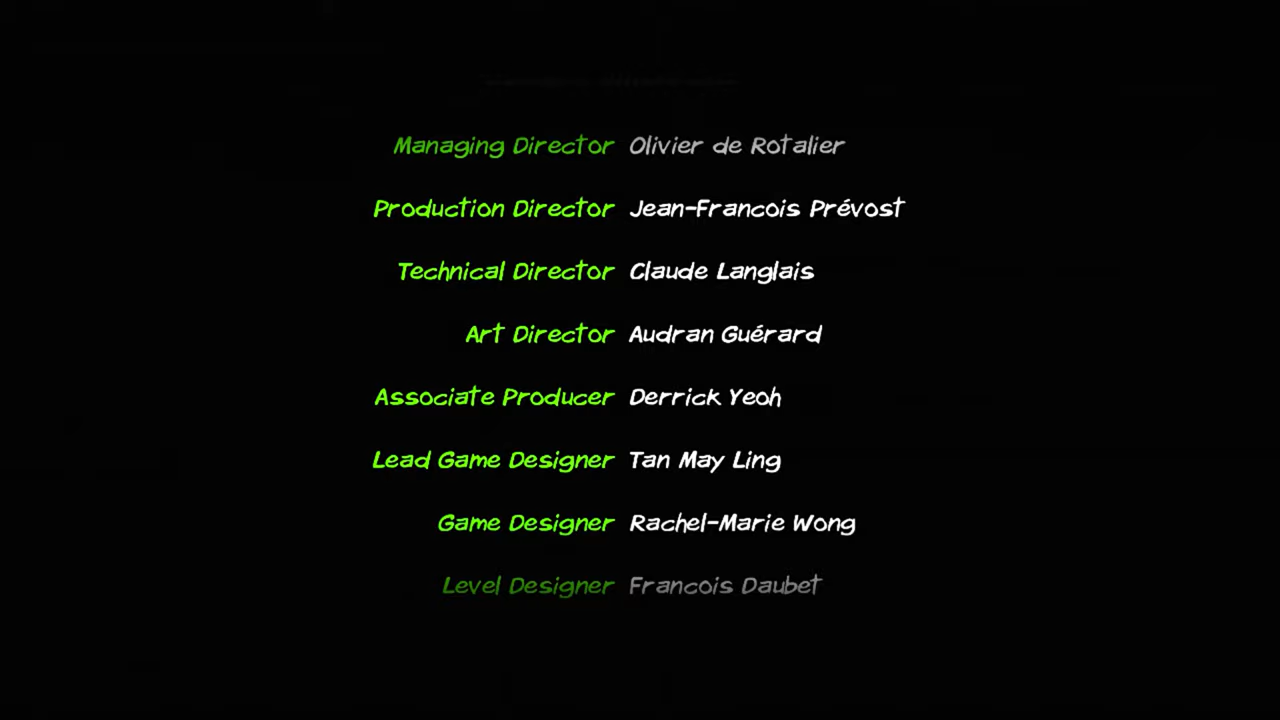 Managing Director Olivier de Rotalier
Production Director Jean-Francois Prévost
Technical Director Claude Langlais
Art Director Audran Guérard
Associate Producer Derrick Yeoh
Lead Game Designer Tan May Ling
Game Designer Rachel-Marie Wong
Level Designer Francois Daubet